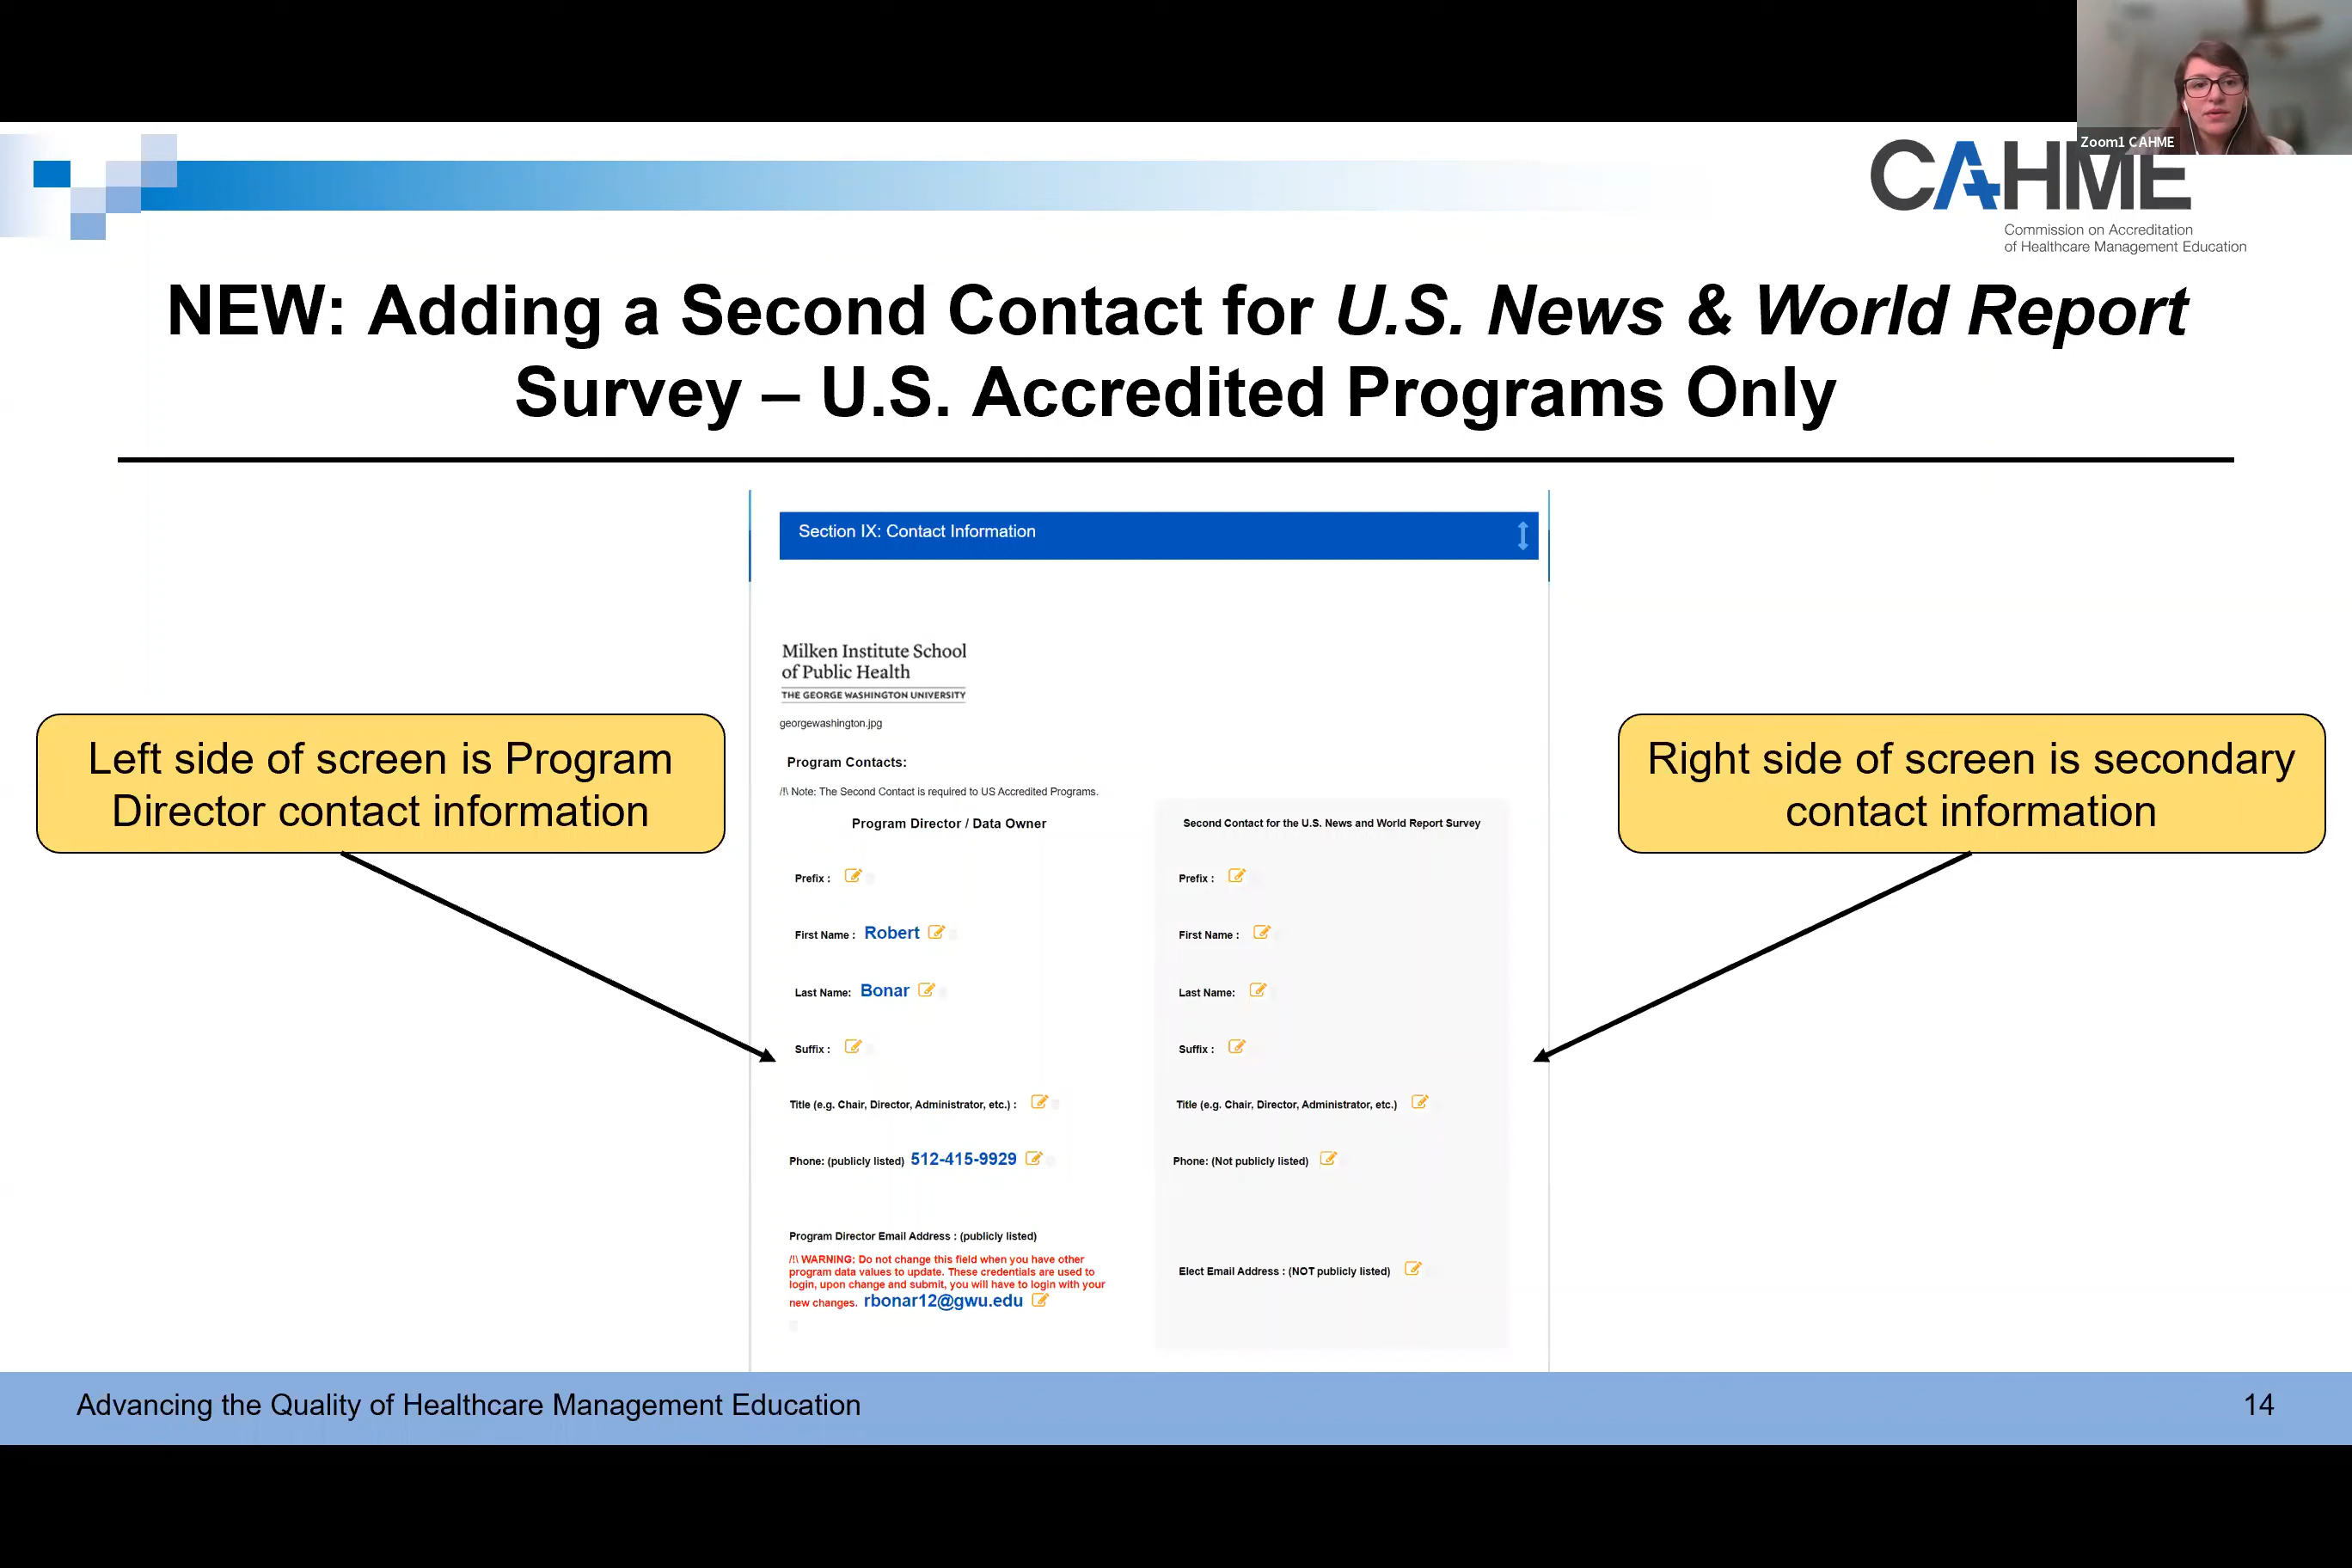 Zoom1 CAHME
CAHME
Commission on Accreditation
of Healthcare Management Education
NEW: Adding a Second Contact for U.S. News & World Report
Survey – U.S. Accredited Programs Only
Section IX: Contact Information
Milken Institute School
of Public Health
THE GEORGE WASHINGTON UNIVERSITY
georgewashington.jpg
Left side of screen is Program
Director contact information
Right side of screen is secondary
contact information
Program Contacts:
/!\ Note: The Second Contact is required to US Accredited Programs.
Program Director / Data Owner
Prefix :
First Name : Robert
Last Name: Bonar
Suffix :
Title (e.g. Chair, Director, Administrator, etc.) :
Phone: (publicly listed) 512-415-9929
Program Director Email Address : (publicly listed)
/!\ WARNING: Do not change this field when you have other
program data values to update. These credentials are used to
login, upon change and submit, you will have to login with your
new changes. rbonar12@gwu.edu
Second Contact for the U.S. News and World Report Survey
Prefix :
First Name :
Last Name:
Suffix :
Title (e.g. Chair, Director, Administrator, etc.)
Phone: (Not publicly listed)
Elect Email Address : (NOT publicly listed)
Advancing the Quality of Healthcare Management Education
14